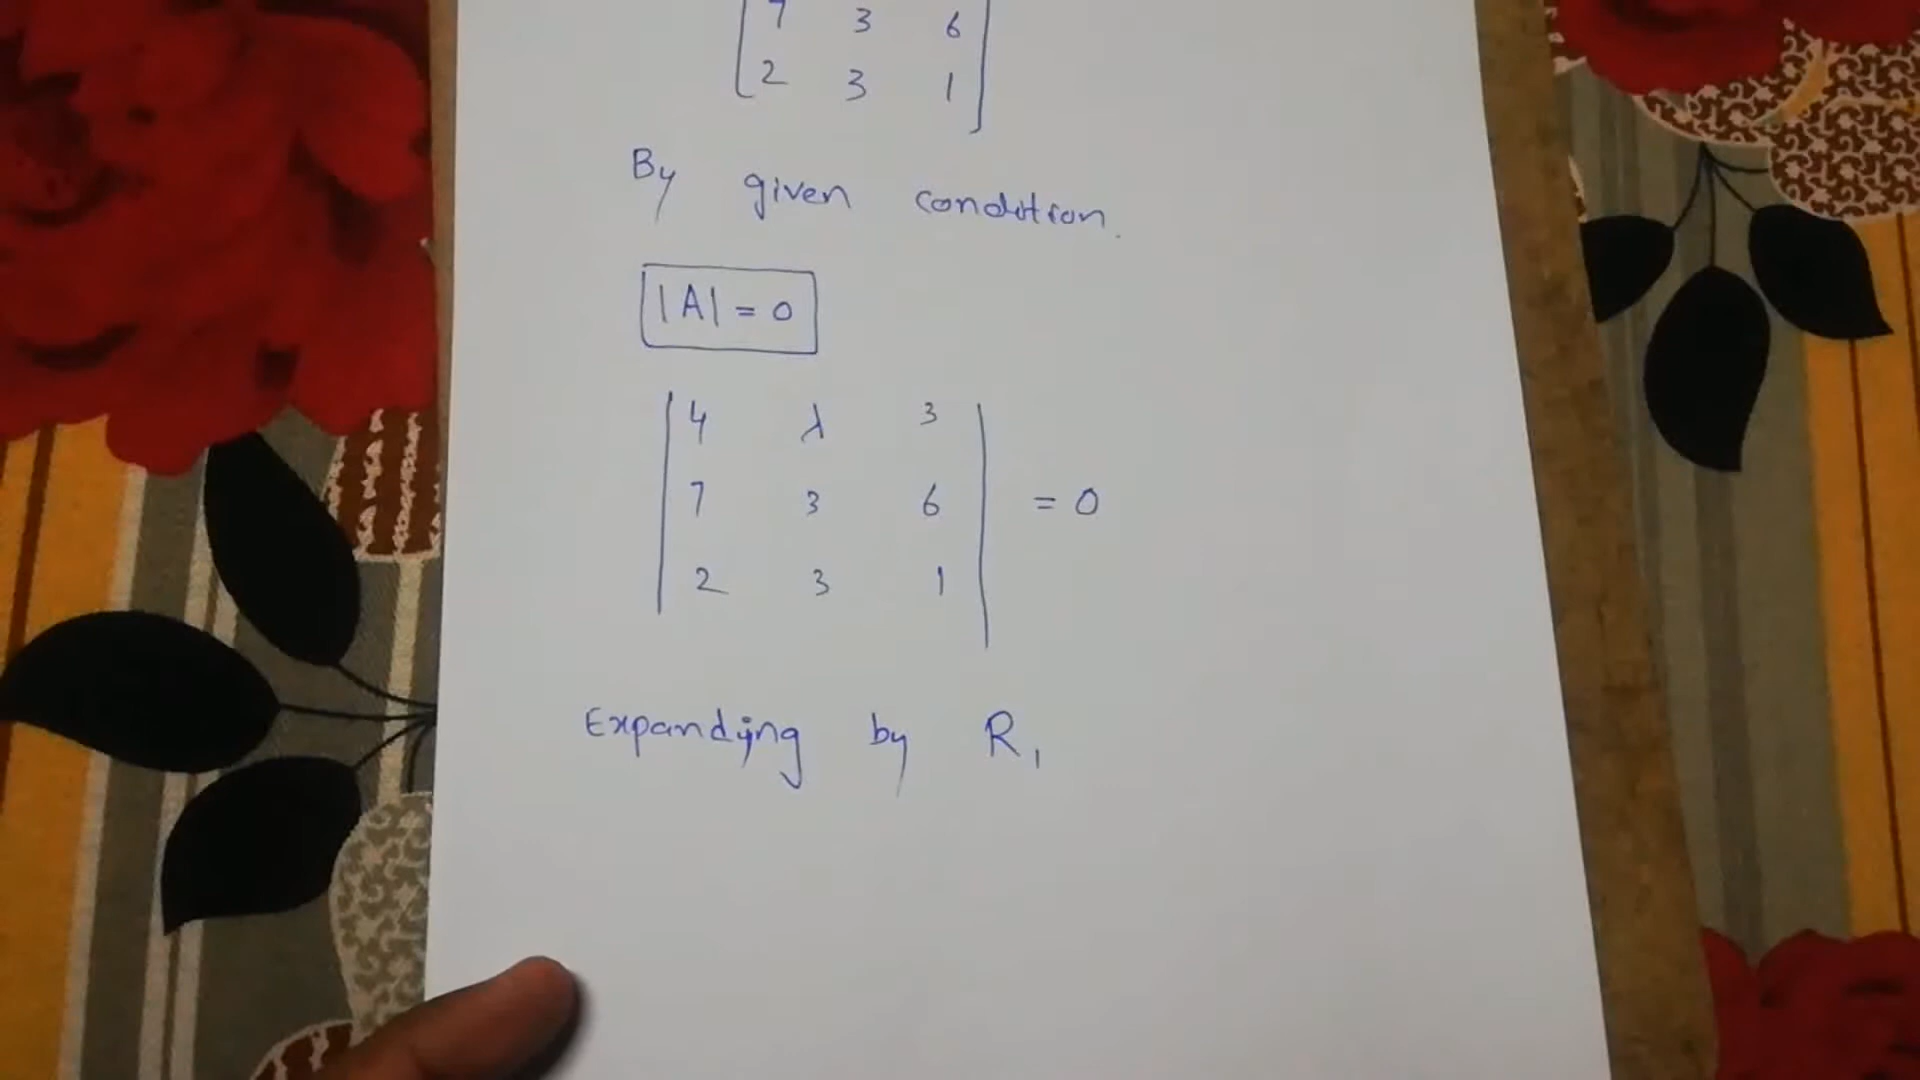 7 3 6
2 3 1
By given condition.
|A| = 0
4 λ 3
7 3 6 = 0
2 3 1
Expanding by R₁